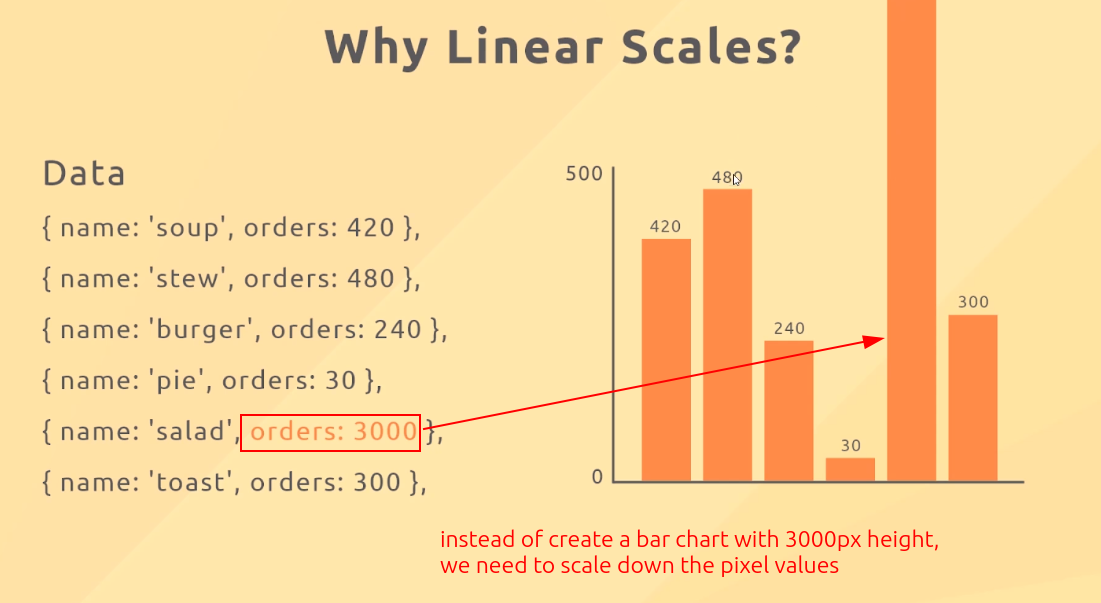 Why Linear Scales?
Data
{ name: 'soup', orders: 420 },
{ name: 'stew', orders: 480 },
{ name: 'burger', orders: 240 },
{ name: 'pie', orders: 30 },
{ name: 'salad', orders: 3000 },
{ name: 'toast', orders: 300 },
500
0
420
480
240
30
300
instead of create a bar chart with 3000px height,
we need to scale down the pixel values